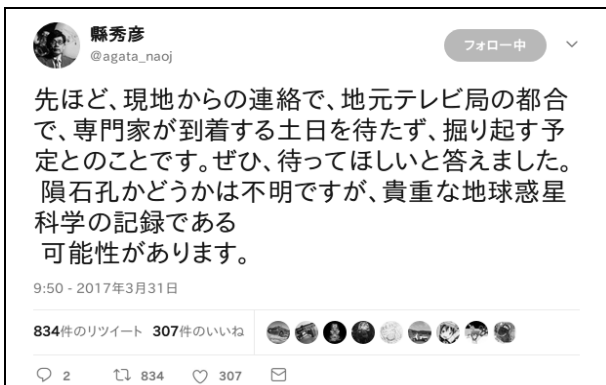 縣秀彦
@agata_naoj
フォロー中
先ほど、現地からの連絡で、地元テレビ局の都合
で、専門家が到着する土日を待たず、掘り起す予
定とのことです。ぜひ、待ってほしいと答えました。
隕石孔かどうかは不明ですが、貴重な地球惑星
科学の記録である
可能性があります。
9:50 - 2017年3月31日
834件のリツイート 307件のいいね
2 834 307